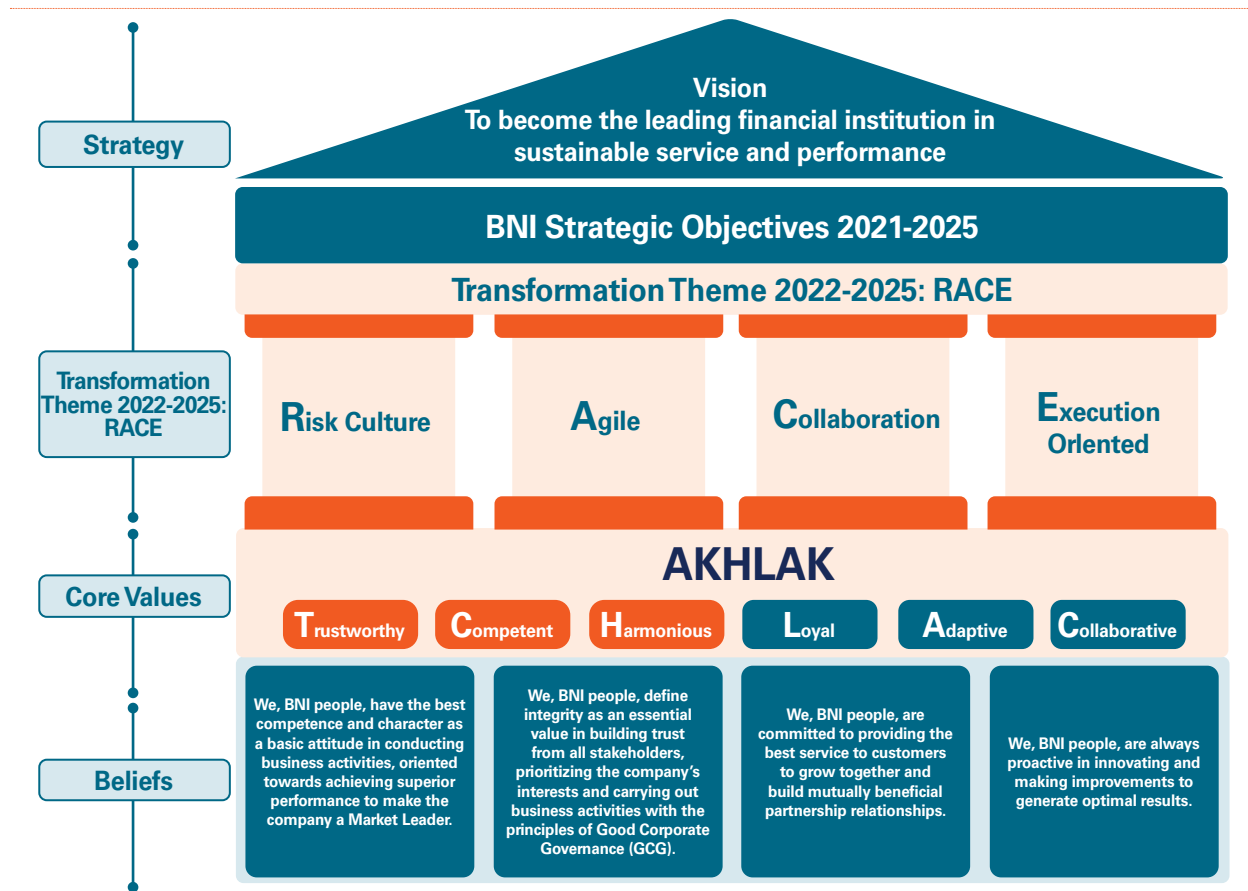 Vision
To become the leading financial institution in
sustainable service and performance
Strategy
BNI Strategic Objectives 2021-2025
Transformation Theme 2022-2025: RACE
Transformation
Theme 2022-2025:
RACE
Risk Culture
Agile
Collaboration
Execution
OrIented
AKHLAK
Core Values
Trustworthy
Competent
Harmonious
Loyal
Adaptive
Collaborative
Beliefs
We, BNI people, have the best
competence and character as
a basic attitude in conducting
business activities, oriented
towards achieving superior
performance to make the
company a Market Leader.
We, BNI people, define
integrity as an essential
value in building trust
from all stakeholders,
prioritizing the company's
interests and carrying out
business activities with the
principles of Good Corporate
Governance (GCG).
We, BNI people, are
committed to providing the
best service to customers
to grow together and
build mutually beneficial
partnership relationships.
We, BNI people, are always
proactive in innovating and
making improvements to
generate optimal results.